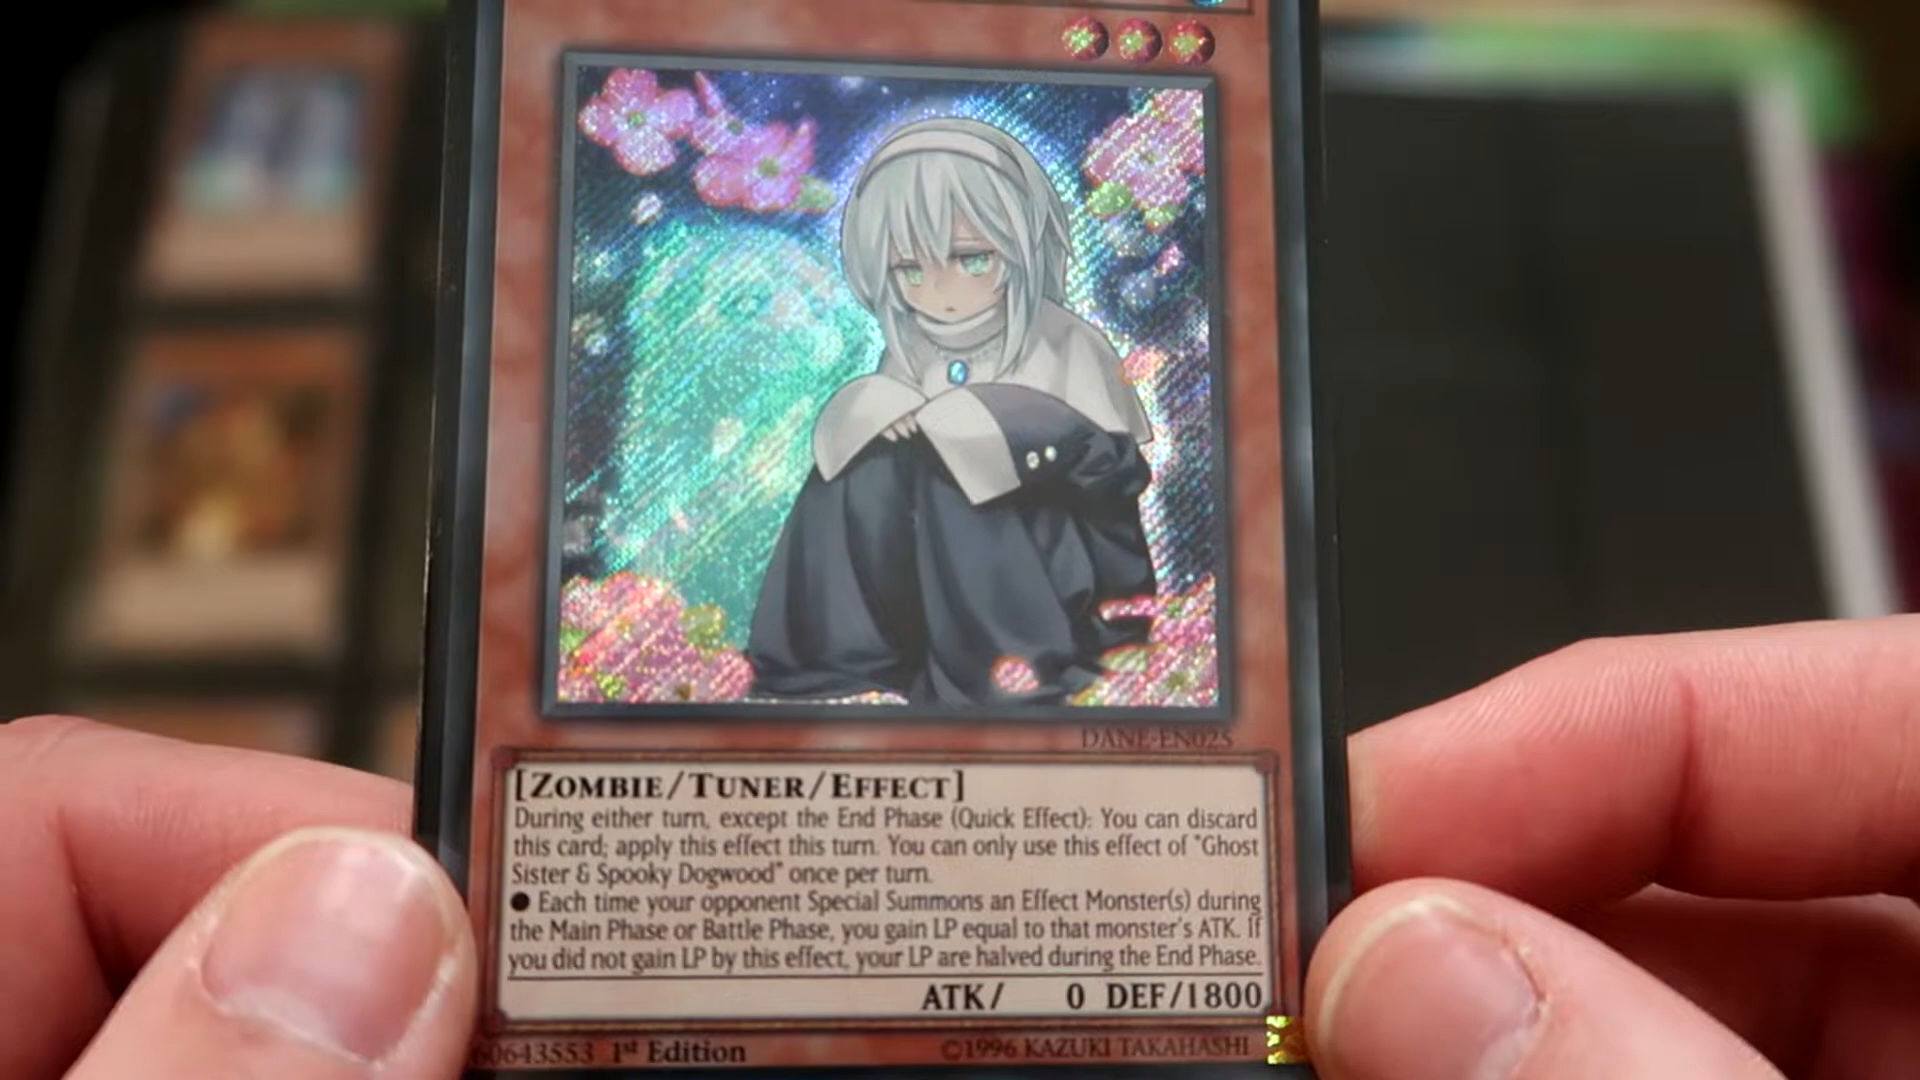 DANE-EN025
[ZOMBIE/TUNER/EFFECT]
During either turn, except the End Phase (Quick Effect): You can discard
this card; apply this effect this turn. You can only use this effect of "Ghost
Sister & Spooky Dogwood" once per turn.
● Each time your opponent Special Summons an Effect Monster(s) during
the Main Phase or Battle Phase, you gain LP equal to that monster's ATK. If
you did not gain LP by this effect, your LP are halved during the End Phase.
ATK/ 0 DEF/1800
60643553 1st Edition ©1996 KAZUKI TAKAHASHI